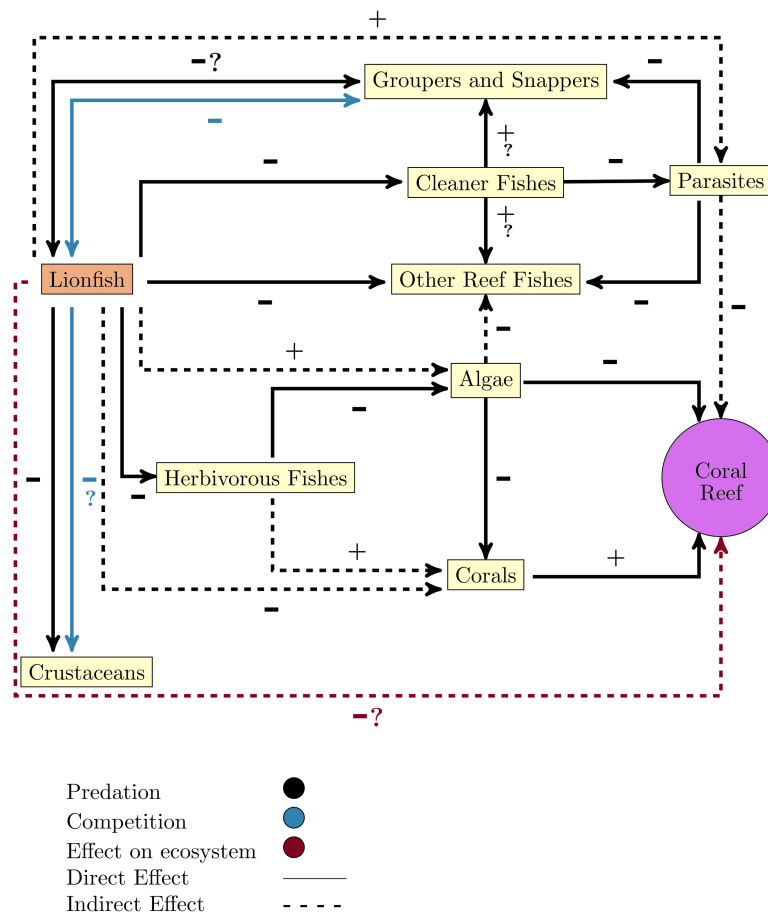 +
–?
–
Groupers and Snappers
–
+
?
–
–
Cleaner Fishes
Parasites
+
?
Lionfish
Other Reef Fishes
–
–
–
–
+
–
Algae
–
–
–
–
?
–
Herbivorous Fishes
–
Coral
Reef
+
Corals
+
–
Crustaceans
–?
Predation
Competition
Effect on ecosystem
Direct Effect
Indirect Effect